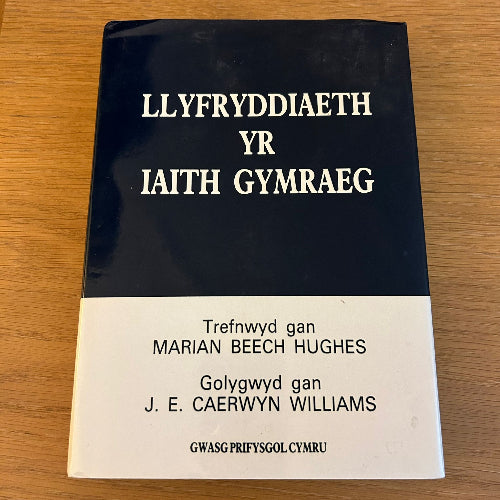 LLYFRYDDIAETH
YR
IAITH GYMRAEG
Trefnwyd gan
MARIAN BEECH HUGHES
Golygwyd gan
J. E. CAERWYN WILLIAMS
GWASG PRIFYSGOL CYMRU